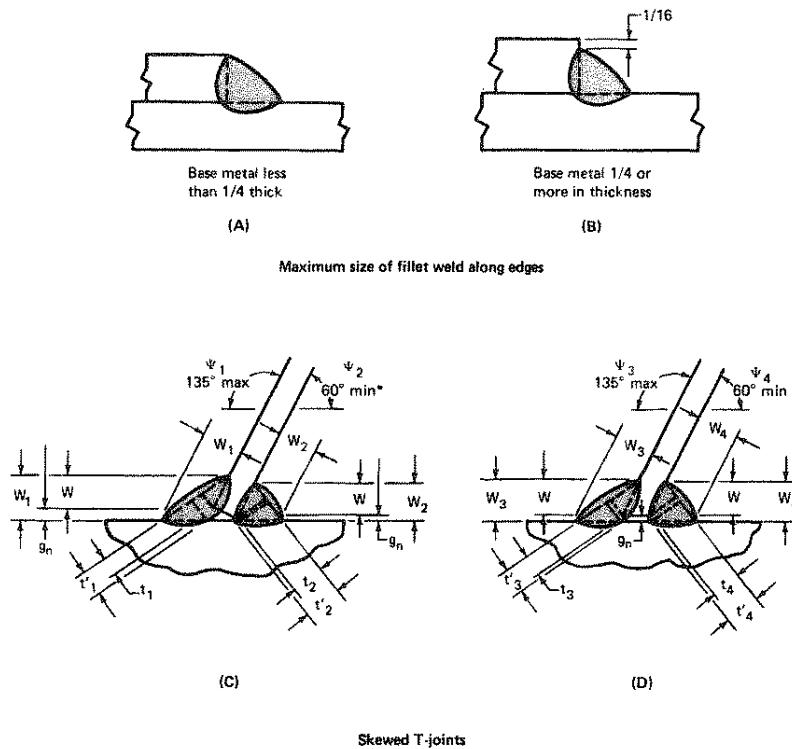 1/16
Base metal less
than 1/4 thick
Base metal 1/4 or
more in thickness
(A)
(B)
Maximum size of fillet weld along edges
Ψ1
135° max
Ψ2
60° min*
Ψ3
135° max
Ψ4
60° min
W1
W2
W3
W4
W1
W
W
W2
W3
W
W
W
gn
gn
gn
t'1
t1
t2
t'2
t'3
t3
t4
t'4
(C)
(D)
Skewed T-joints